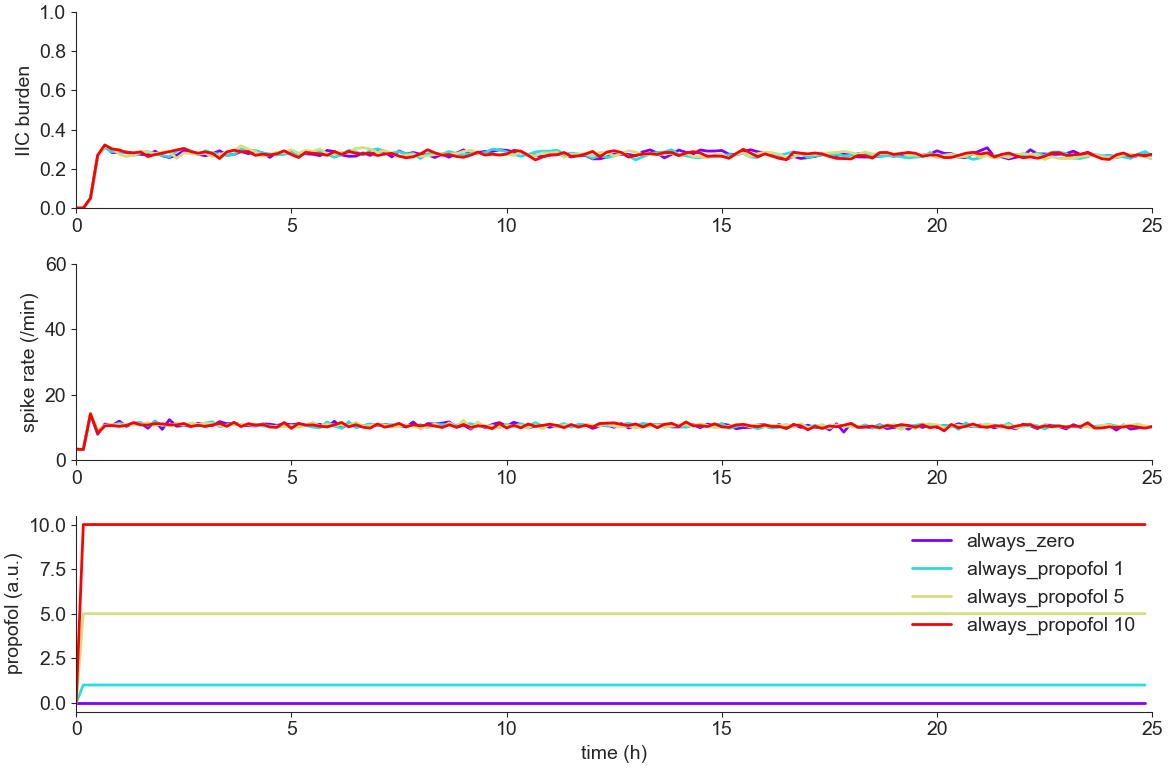 IIC burden
1.0
0.8
0.6
0.4
0.2
0.0
0 5 10 15 20 25
spike rate (/min)
60
40
20
0
0 5 10 15 20 25
propofol (a.u.)
10.0
7.5
5.0
2.5
0.0
always_zero
always_propofol 1
always_propofol 5
always_propofol 10
0 5 10 15 20 25
time (h)